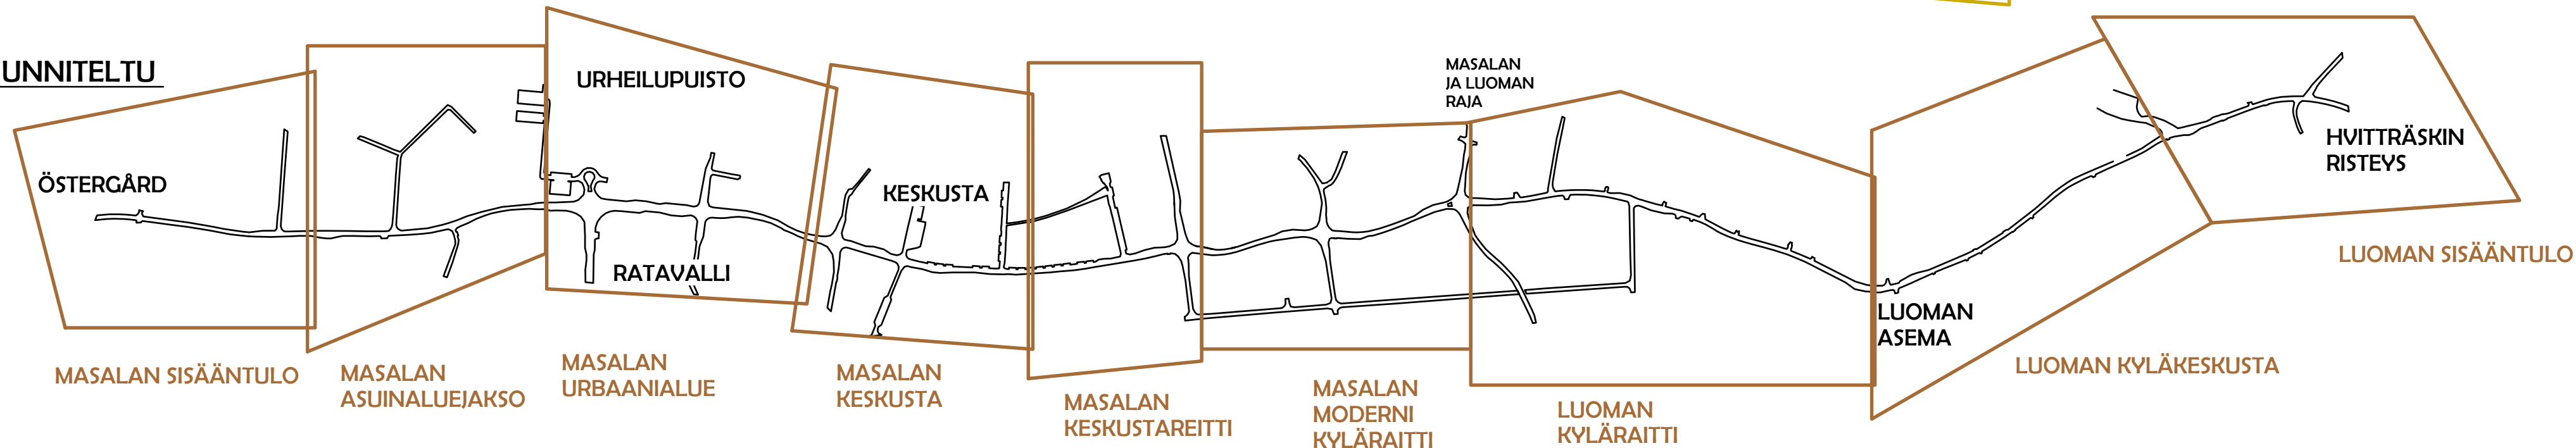 UNNITELTU
ÖSTERGÅRD
MASALAN SISÄÄNTULO
MASALAN
ASUINALUEJAKSO
URHEILUPUISTO
RATAVALLI
MASALAN
URBAANIALUE
KESKUSTA
MASALAN
KESKUSTA
MASALAN
KESKUSTAREITTI
MASALAN
JA LUOMAN
RAJA
MASALAN
MODERNI
KYLÄRAITTI
LUOMAN
KYLÄRAITTI
LUOMAN
ASEMA
LUOMAN KYLÄKESKUSTA
HVITTRÄSKIN
RISTEYS
LUOMAN SISÄÄNTULO